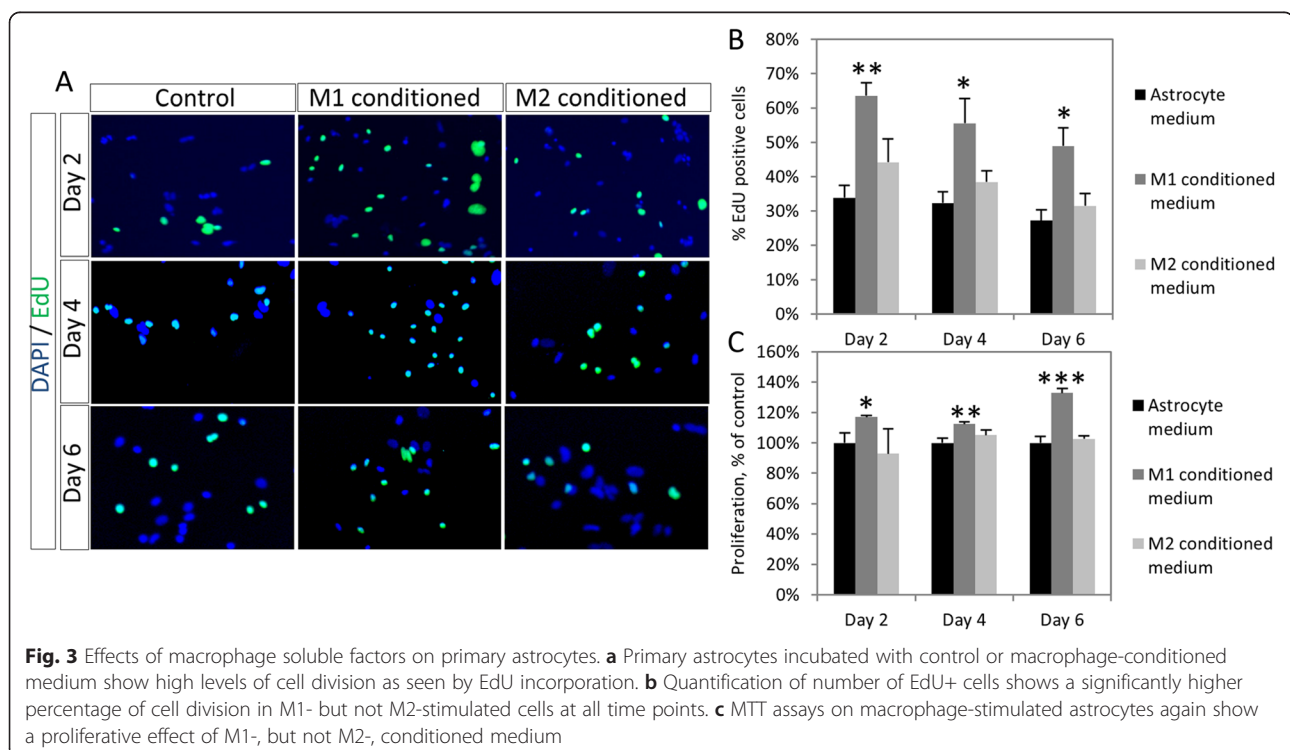 A
Control
M1 conditioned
M2 conditioned
DAPI / EdU
Day 2
Day 4
Day 6
B
% EdU positive cells
80%
70%
60%
50%
40%
30%
20%
10%
0%
**
*
*
Day 2
Day 4
Day 6
Astrocyte
medium
M1 conditioned
medium
M2 conditioned
medium
C
Proliferation, % of control
160%
140%
120%
100%
80%
60%
40%
20%
0%
*
**
***
Day 2
Day 4
Day 6
Astrocyte
medium
M1 conditioned
medium
M2 conditioned
medium
Fig. 3 Effects of macrophage soluble factors on primary astrocytes. a Primary astrocytes incubated with control or macrophage-conditioned
medium show high levels of cell division as seen by EdU incorporation. b Quantification of number of EdU+ cells shows a significantly higher
percentage of cell division in M1- but not M2-stimulated cells at all time points. c MTT assays on macrophage-stimulated astrocytes again show
a proliferative effect of M1-, but not M2-, conditioned medium